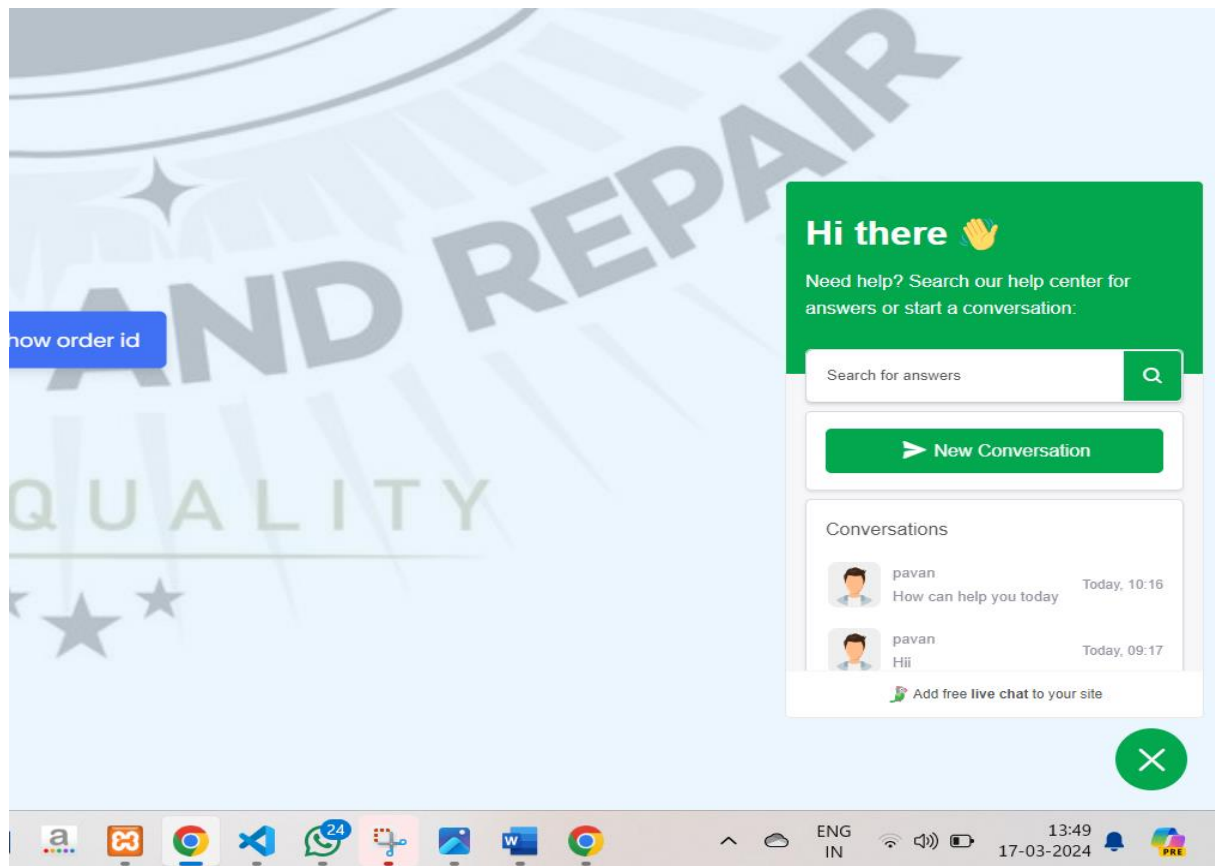 AND REPAIR
how order id
QUALITY
Hi there 👋
Need help? Search our help center for
answers or start a conversation:
Search for answers
New Conversation
Conversations
pavan
How can help you today
Today, 10:16
pavan
Hii
Today, 09:17
Add free live chat to your site
a
24
ENG
IN
13:49
17-03-2024
PRE